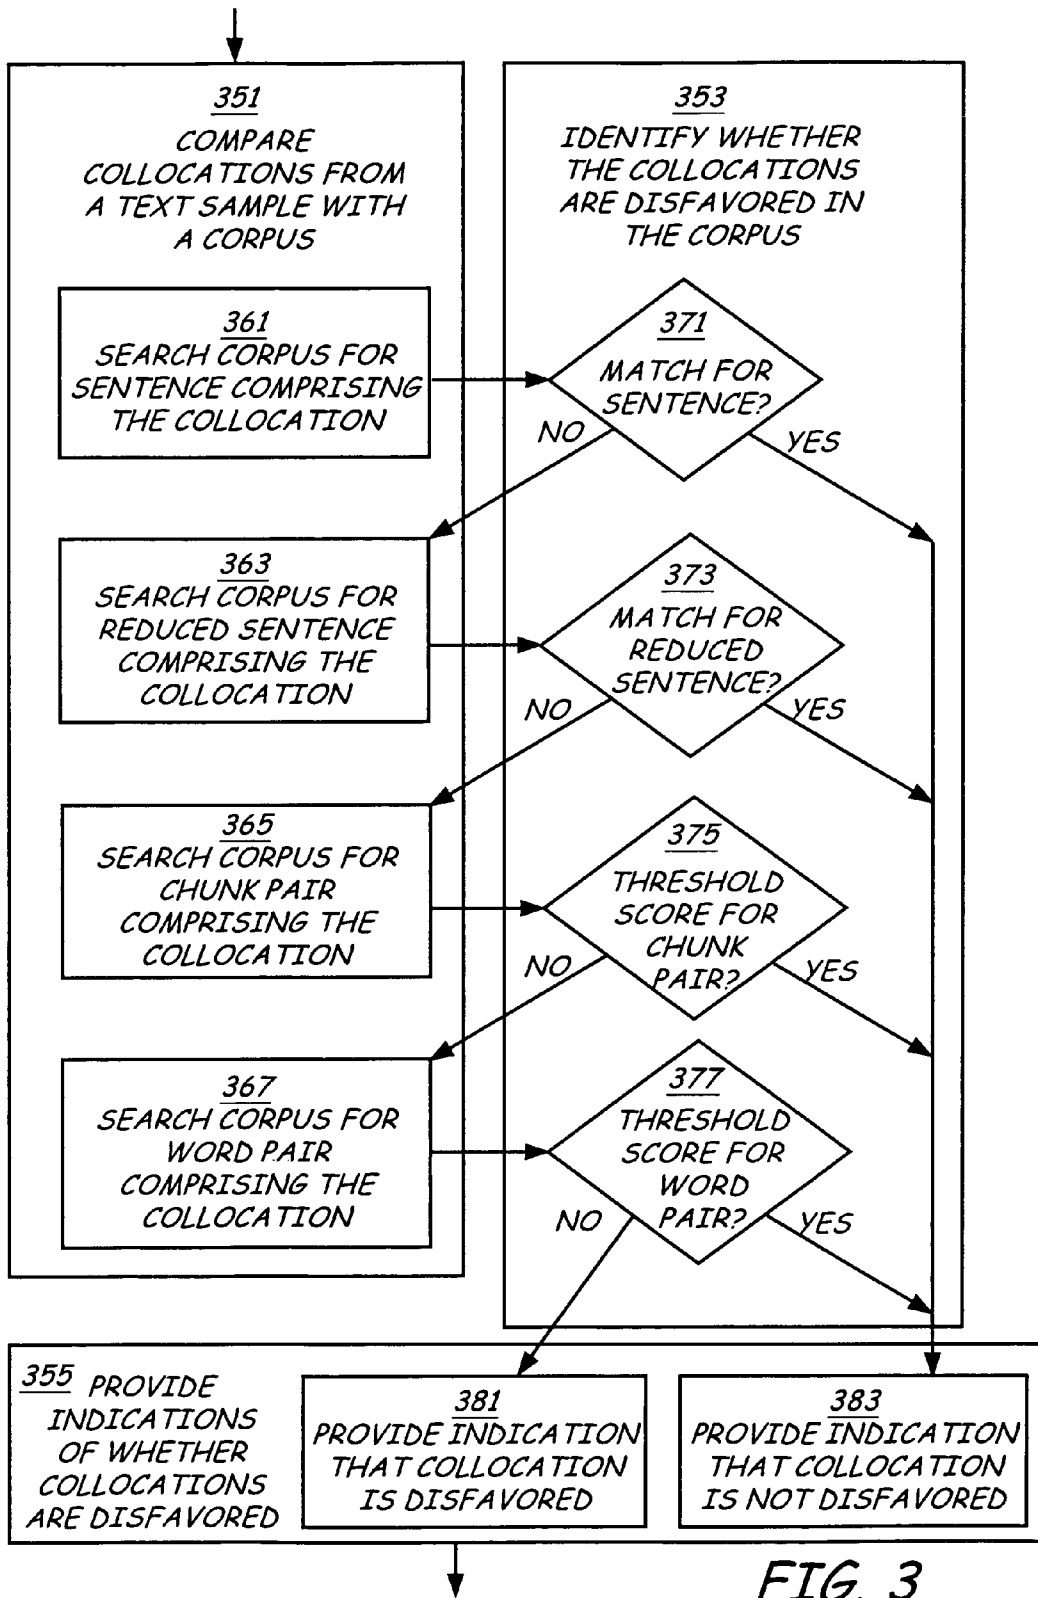 351
COMPARE
COLLOCATIONS FROM
A TEXT SAMPLE WITH
A CORPUS
353
IDENTIFY WHETHER
THE COLLOCATIONS
ARE DISFAVORED IN
THE CORPUS
361
SEARCH CORPUS FOR
SENTENCE COMPRISING
THE COLLOCATION
371
MATCH FOR
SENTENCE?
NO
YES
363
SEARCH CORPUS FOR
REDUCED SENTENCE
COMPRISING THE
COLLOCATION
373
MATCH FOR
REDUCED
SENTENCE?
NO
YES
365
SEARCH CORPUS FOR
CHUNK PAIR
COMPRISING THE
COLLOCATION
375
THRESHOLD
SCORE FOR
CHUNK
PAIR?
NO
YES
367
SEARCH CORPUS FOR
WORD PAIR
COMPRISING THE
COLLOCATION
377
THRESHOLD
SCORE FOR
WORD
PAIR?
NO
YES
355 PROVIDE
INDICATIONS
OF WHETHER
COLLOCATIONS
ARE DISFAVORED
381
PROVIDE INDICATION
THAT COLLOCATION
IS DISFAVORED
383
PROVIDE INDICATION
THAT COLLOCATION
IS NOT DISFAVORED
FIG. 3